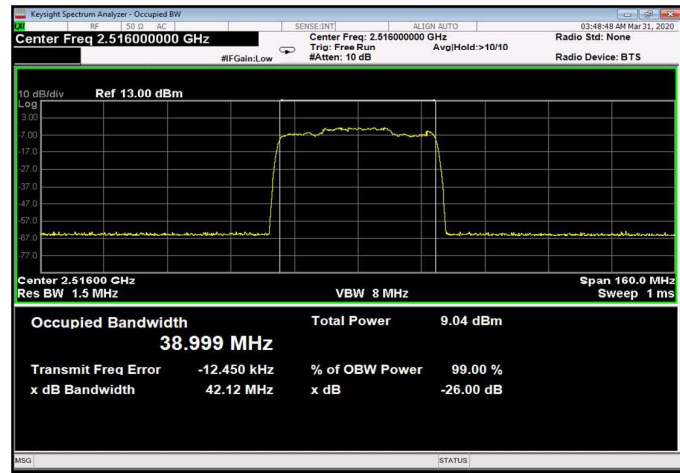 Keysight Spectrum Analyzer - Occupied BW
LXI RF 50 Ω AC SENSE:INT ALIGN AUTO 03:48:48 AM Mar 31, 2020
Center Freq 2.516000000 GHz Center Freq: 2.516000000 GHz Radio Std: None
Trig: Free Run Avg|Hold:>10/10
#IFGain:Low #Atten: 10 dB Radio Device: BTS
10 dB/div Ref 13.00 dBm
Log
3.00
-7.00
-17.0
-27.0
-37.0
-47.0
-57.0
-67.0
-77.0
Center 2.51600 GHz Span 160.0 MHz
Res BW 1.5 MHz VBW 8 MHz Sweep 1 ms
Occupied Bandwidth Total Power 9.04 dBm
38.999 MHz
Transmit Freq Error -12.450 kHz % of OBW Power 99.00 %
x dB Bandwidth 42.12 MHz x dB -26.00 dB
MSG STATUS